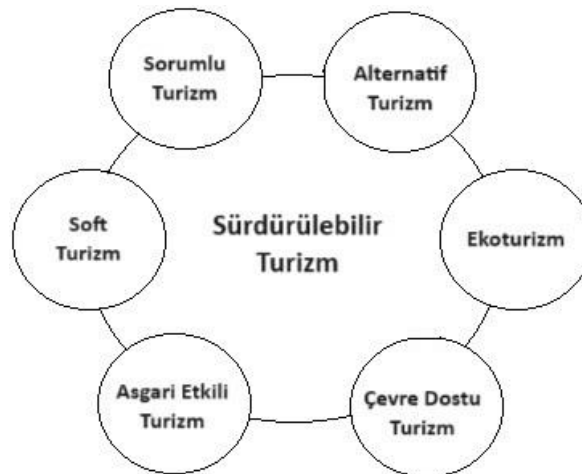 Sorumlu
Turizm
Alternatif
Turizm
Soft
Turizm
Sürdürülebilir
Turizm
Ekoturizm
Asgari Etkili
Turizm
Çevre Dostu
Turizm